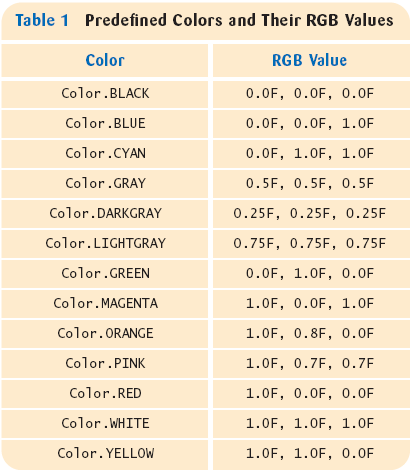 Table 1 Predefined Colors and Their RGB Values
Color RGB Value
Color.BLACK 0.0F, 0.0F, 0.0F
Color.BLUE 0.0F, 0.0F, 1.0F
Color.CYAN 0.0F, 1.0F, 1.0F
Color.GRAY 0.5F, 0.5F, 0.5F
Color.DARKGRAY 0.25F, 0.25F, 0.25F
Color.LIGHTGRAY 0.75F, 0.75F, 0.75F
Color.GREEN 0.0F, 1.0F, 0.0F
Color.MAGENTA 1.0F, 0.0F, 1.0F
Color.ORANGE 1.0F, 0.8F, 0.0F
Color.PINK 1.0F, 0.7F, 0.7F
Color.RED 1.0F, 0.0F, 0.0F
Color.WHITE 1.0F, 1.0F, 1.0F
Color.YELLOW 1.0F, 1.0F, 0.0F